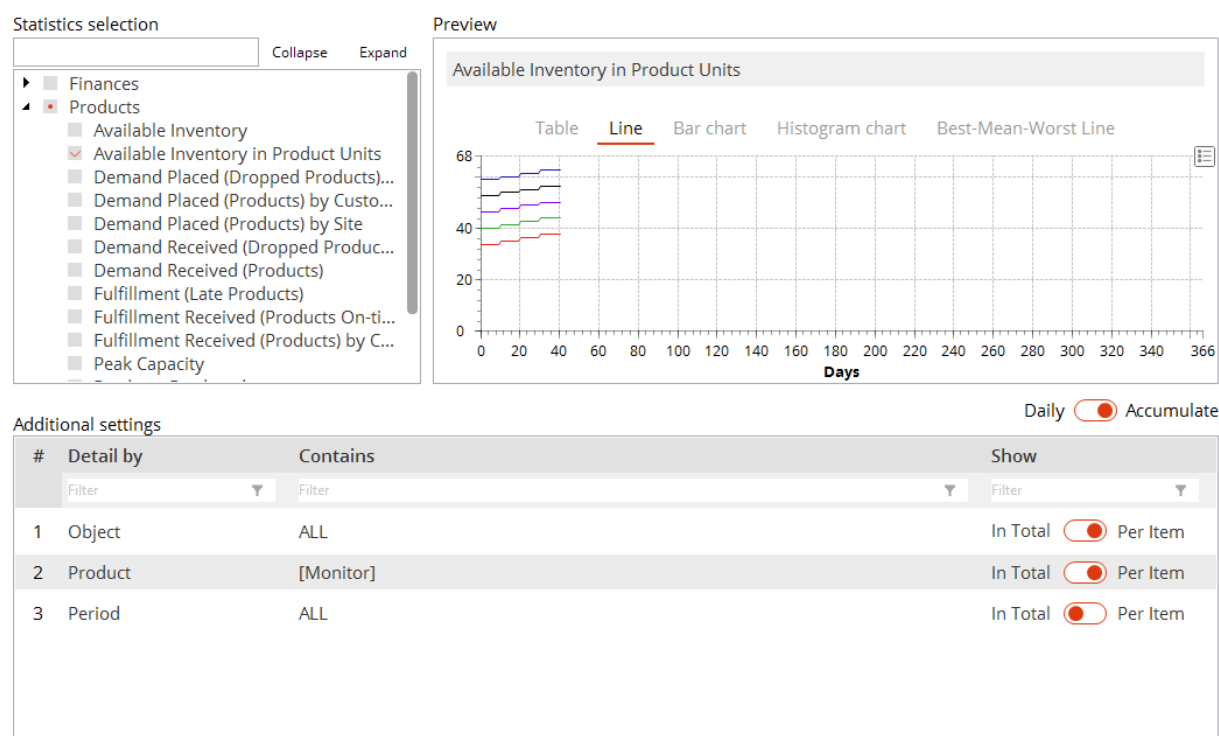 Statistics selection
Collapse Expand
Finances
Products
Available Inventory
Available Inventory in Product Units
Demand Placed (Dropped Products)...
Demand Placed (Products) by Custo...
Demand Placed (Products) by Site
Demand Received (Dropped Produc...
Demand Received (Products)
Fulfillment (Late Products)
Fulfillment Received (Products On-ti...
Fulfillment Received (Products) by C...
Peak Capacity
Preview
Available Inventory in Product Units
Table Line Bar chart Histogram chart Best-Mean-Worst Line
68
40
20
0
0 20 40 60 80 100 120 140 160 180 200 220 240 260 280 300 320 340 366
Days
Daily Accumulate
Additional settings
# Detail by Contains Show
Filter Filter Filter
1 Object ALL In Total Per Item
2 Product [Monitor] In Total Per Item
3 Period ALL In Total Per Item